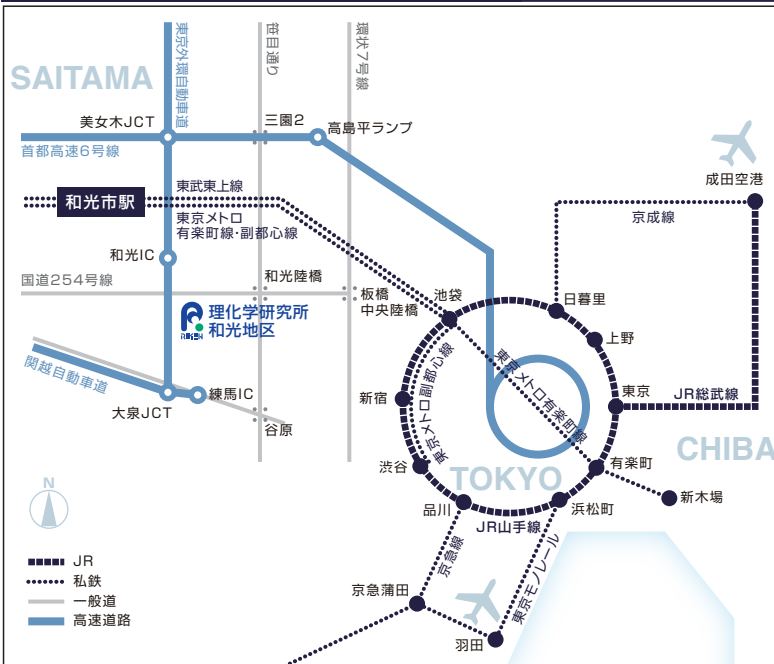 SAITAMA
東京外環自動車道
笹目通り
環状7号線
美女木JCT
三園2
高島平ランプ
首都高速6号線
成田空港
東武東上線
和光市駅
京成線
東京メトロ
有楽町線・副都心線
和光IC
国道254号線
和光陸橋
板橋
中央陸橋
池袋
日暮里
理化学研究所
和光地区
RIKEN
上野
関越自動車道
東京メトロ副都心線
東京メトロ有楽町線
新宿
東京
JR総武線
練馬IC
大泉JCT
谷原
CHIBA
渋谷
有楽町
TOKYO
新木場
品川
浜松町
JR山手線
N
京急線
東京モノレール
JR
私鉄
一般道
高速道路
京急蒲田
羽田